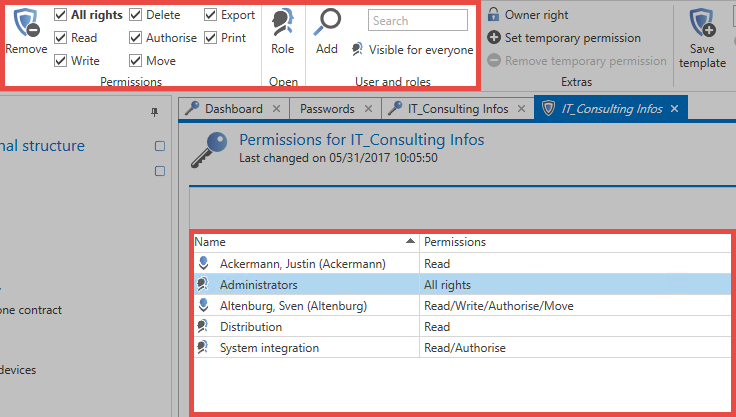 All rights Delete Export
Read Authorise Print
Write Move
Remove
Permissions
Role
Open
Search
Add
Visible for everyone
User and roles
Owner right
Set temporary permission
Remove temporary permission
Extras
Save
template
Dashboard Passwords IT_Consulting Infos IT_Consulting Infos
nal structure
one contract
devices
Permissions for IT_Consulting Infos
Last changed on 05/31/2017 10:05:50
Name Permissions
Ackermann, Justin (Ackermann) Read
Administrators All rights
Altenburg, Sven (Altenburg) Read/Write/Authorise/Move
Distribution Read
System integration Read/Authorise